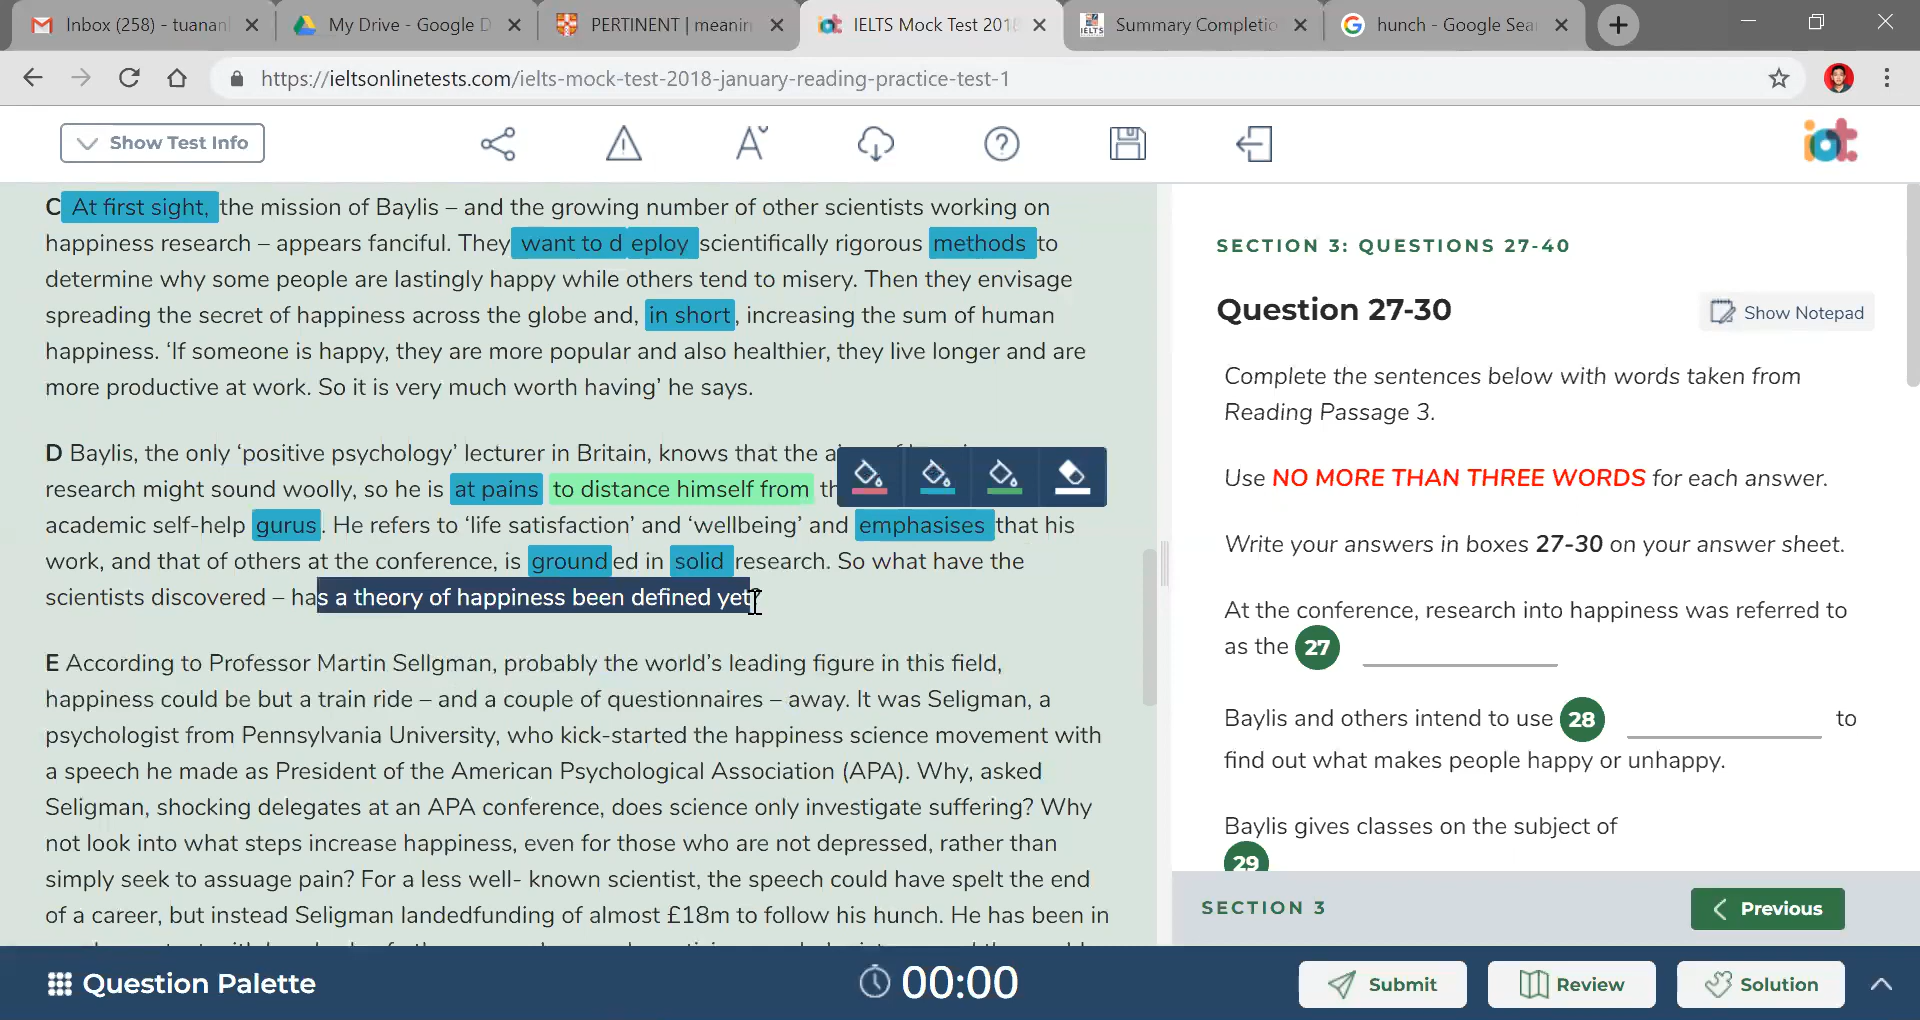 Inbox (258) - tuanan
My Drive - Google D
PERTINENT | meanin
IELTS Mock Test 2018
Summary Completio
IELTS
hunch - Google Sea
https://ieltsonlinetests.com/ielts-mock-test-2018-january-reading-practice-test-1
Show Test Info
iot
C At first sight, the mission of Baylis – and the growing number of other scientists working on
happiness research – appears fanciful. They want to d eploy scientifically rigorous methods to
determine why some people are lastingly happy while others tend to misery. Then they envisage
spreading the secret of happiness across the globe and, in short, increasing the sum of human
happiness. ‘If someone is happy, they are more popular and also healthier, they live longer and are
more productive at work. So it is very much worth having’ he says.
D Baylis, the only ‘positive psychology’ lecturer in Britain, knows that the
research might sound woolly, so he is at pains to distance himself from
academic self-help gurus. He refers to ‘life satisfaction’ and ‘wellbeing’ and emphasises that his
work, and that of others at the conference, is grounded in solid research. So what have the
scientists discovered – has a theory of happiness been defined yet?
E According to Professor Martin Sellgman, probably the world’s leading figure in this field,
happiness could be but a train ride – and a couple of questionnaires – away. It was Seligman, a
psychologist from Pennsylvania University, who kick-started the happiness science movement with
a speech he made as President of the American Psychological Association (APA). Why, asked
Seligman, shocking delegates at an APA conference, does science only investigate suffering? Why
not look into what steps increase happiness, even for those who are not depressed, rather than
simply seek to assuage pain? For a less well- known scientist, the speech could have spelt the end
of a career, but instead Seligman landedfunding of almost £18m to follow his hunch. He has been in
SECTION 3: QUESTIONS 27-40
Question 27-30
Show Notepad
Complete the sentences below with words taken from
Reading Passage 3.
Use NO MORE THAN THREE WORDS for each answer.
Write your answers in boxes 27-30 on your answer sheet.
At the conference, research into happiness was referred to
as the 27
Baylis and others intend to use 28 to
find out what makes people happy or unhappy.
Baylis gives classes on the subject of
29
SECTION 3
Previous
Question Palette
00:00
Submit
Review
Solution